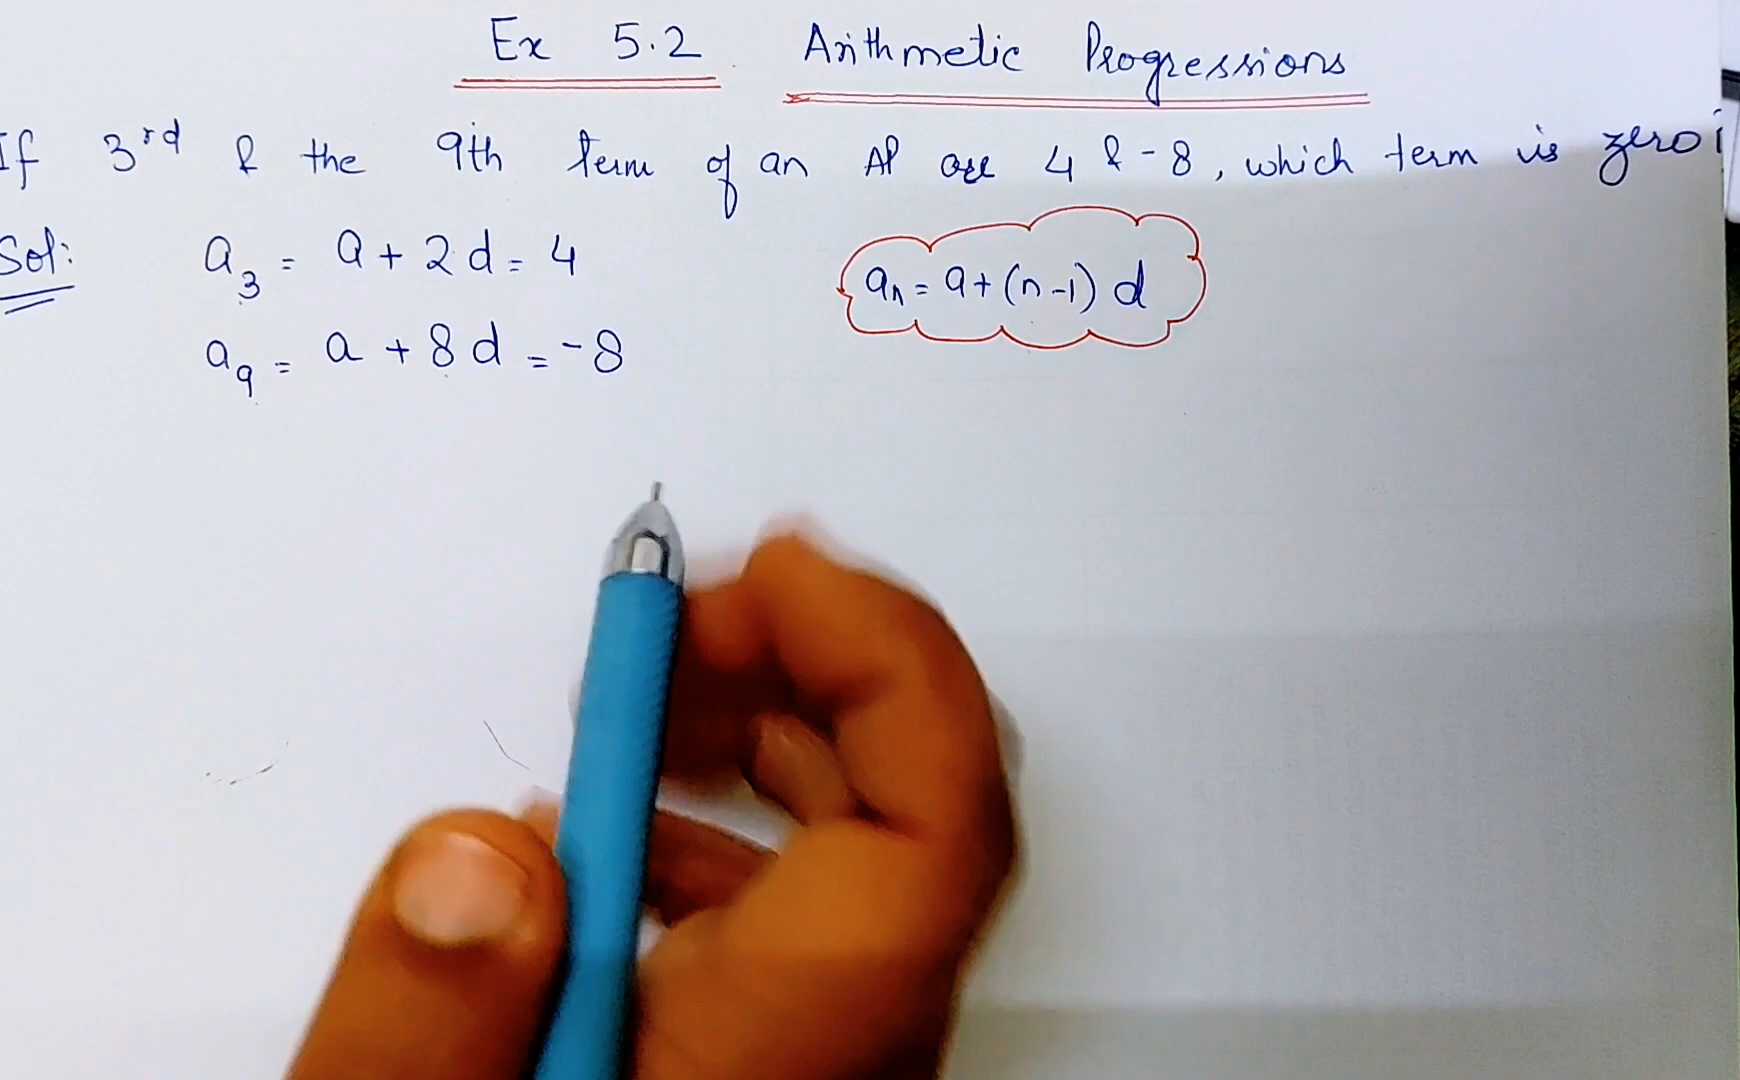 Ex 5.2 Arithmetic Progressions
If 3rd & the 9th term of an AP are 4 & -8, which term is zero?
Sol:
a₃ = a + 2d = 4
aₙ = a + (n-1) d
a₉ = a + 8d = -8